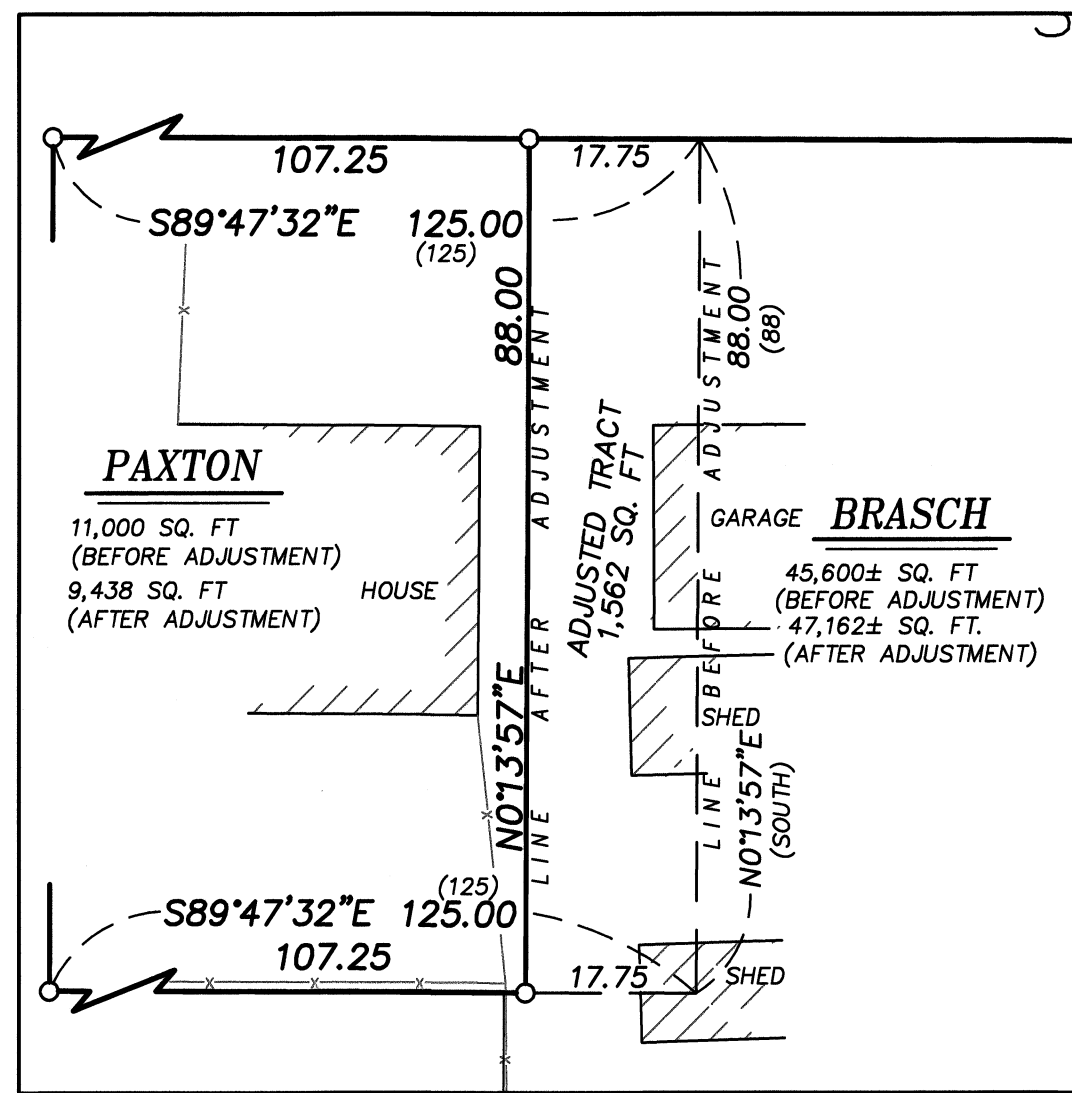 107.25
17.75
S89°47'32"E 125.00
(125)
88.00
LINE AFTER ADJUSTMENT
N0°13'57"E
88.00
(88)
LINE BEFORE ADJUSTMENT
N0°13'57"E
(SOUTH)
ADJUSTED TRACT
1,562 SQ. FT
PAXTON
11,000 SQ. FT
(BEFORE ADJUSTMENT)
9,438 SQ. FT
(AFTER ADJUSTMENT)
HOUSE
GARAGE
BRASCH
45,600± SQ. FT
(BEFORE ADJUSTMENT)
47,162± SQ. FT.
(AFTER ADJUSTMENT)
SHED
(125)
S89°47'32"E 125.00
107.25
17.75
SHED